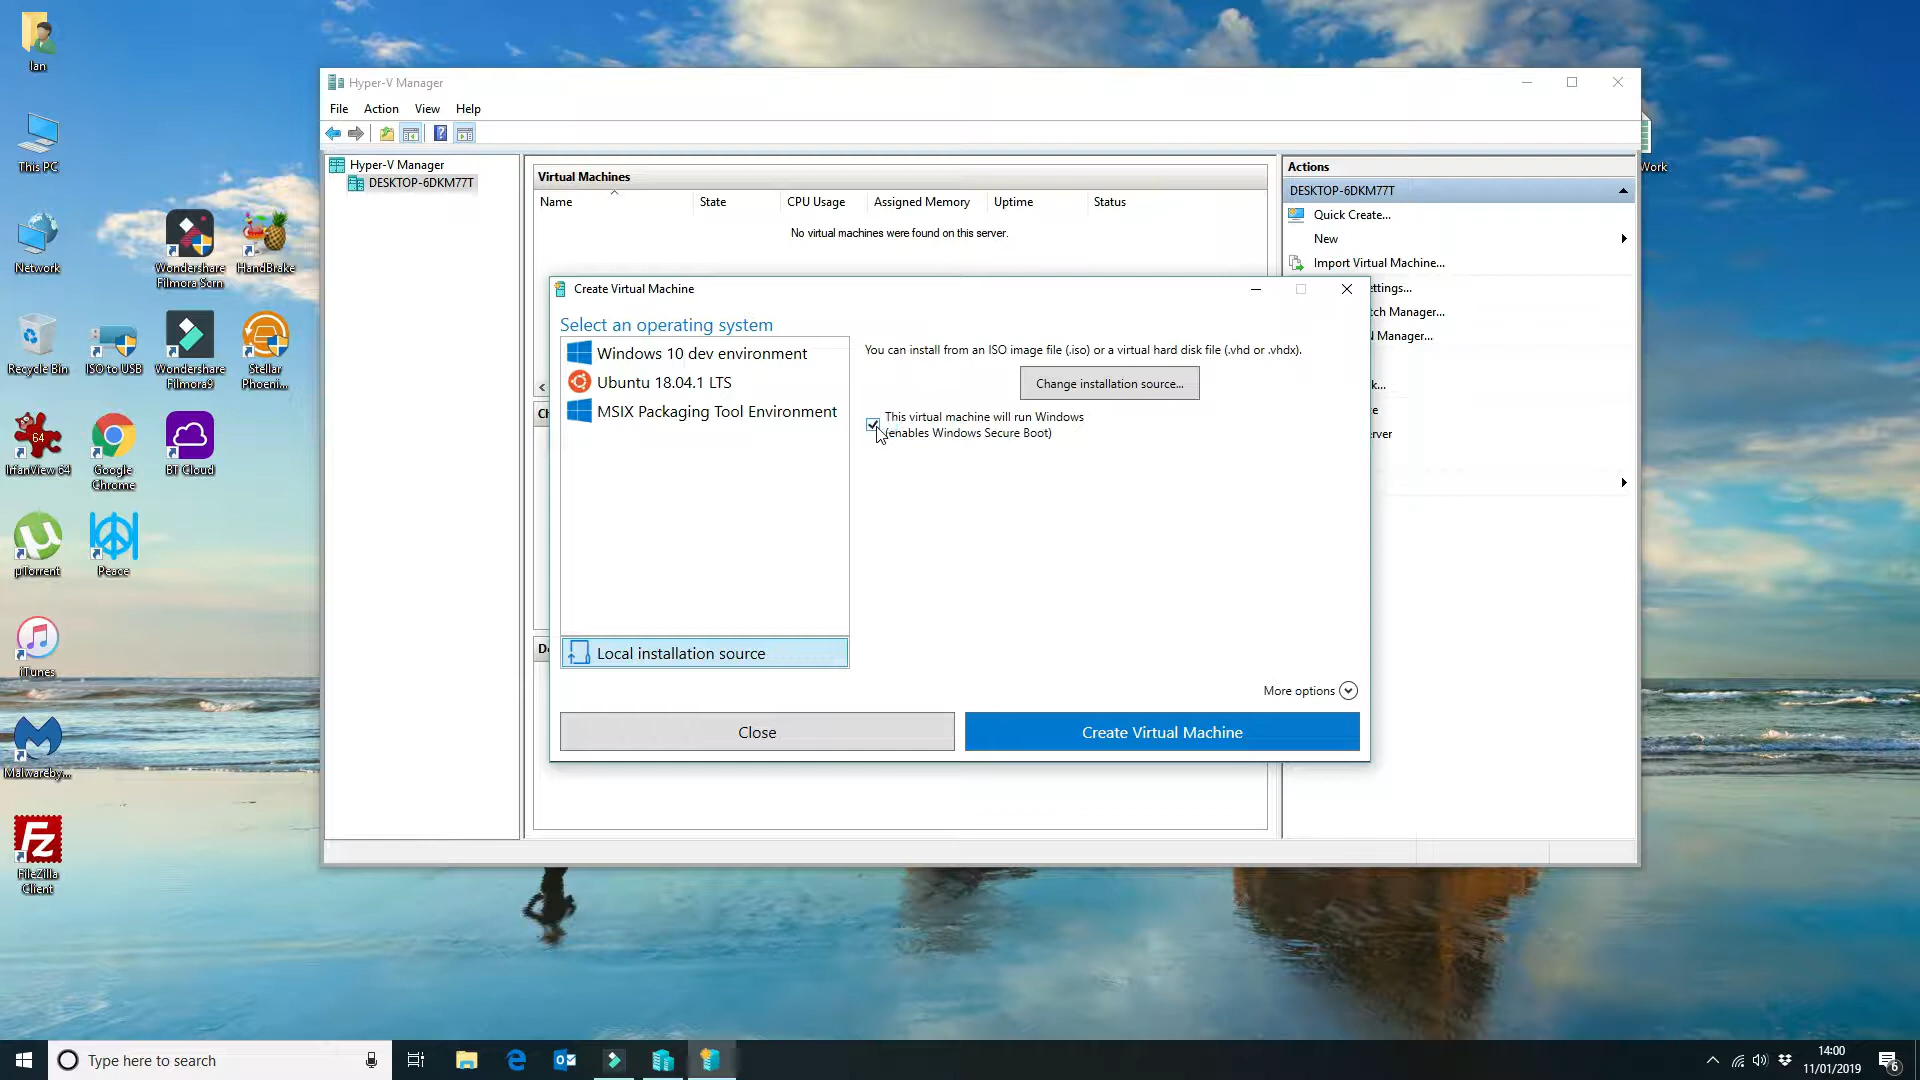 Ian
This PC
Network
Recycle Bin
IrfanView 64
64
µTorrent
iTunes
Malwareby...
FileZilla
Client
ISO to USB
Google
Chrome
Peace
Wondershare
Filmora Scrn
Wondershare
Filmora9
BT Cloud
HandBrake
Stellar
Phoeni...
Work
Hyper-V Manager
File
Action
View
Help
Hyper-V Manager
DESKTOP-6DKM77T
Virtual Machines
Name
State
CPU Usage
Assigned Memory
Uptime
Status
No virtual machines were found on this server.
Actions
DESKTOP-6DKM77T
Quick Create...
New
Import Virtual Machine...
ettings...
tch Manager...
N Manager...
k...
e
erver
Create Virtual Machine
Select an operating system
Windows 10 dev environment
Ubuntu 18.04.1 LTS
MSIX Packaging Tool Environment
Local installation source
You can install from an ISO image file (.iso) or a virtual hard disk file (.vhd or .vhdx).
Change installation source...
This virtual machine will run Windows
(enables Windows Secure Boot)
More options
Close
Create Virtual Machine
Type here to search
14:00
11/01/2019
6